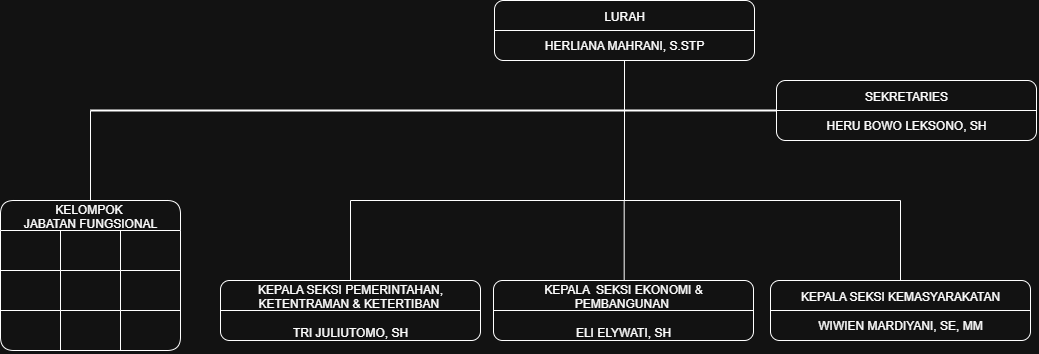 LURAH
HERLIANA MAHRANI, S.STP
SEKRETARIES
HERU BOWO LEKSONO, SH
KELOMPOK
JABATAN FUNGSIONAL
KEPALA SEKSI PEMERINTAHAN,
KETENTRAMAN & KETERTIBAN
TRI JULIUTOMO, SH
KEPALA SEKSI EKONOMI &
PEMBANGUNAN
ELI ELYWATI, SH
KEPALA SEKSI KEMASYARAKATAN
WIWIEN MARDIYANI, SE, MM